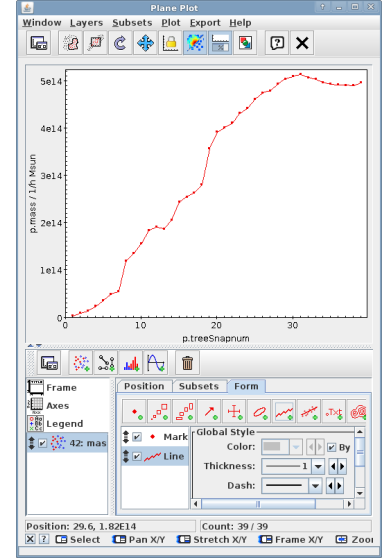 Plane Plot
Window Layers Subsets Plot Export Help
5e14
4e14
3e14
2e14
1e14
0
p.mass / 1/h Msun
0 10 20 30
p.treeSnapnum
Frame
Axes
Legend
42: mas
Position Subsets Form
Mark
Line
Global Style
Color: By
Thickness: 1
Dash:
Position: 29.6, 1.82E14 Count: 39 / 39
Select Pan X/Y Stretch X/Y Frame X/Y Zoo